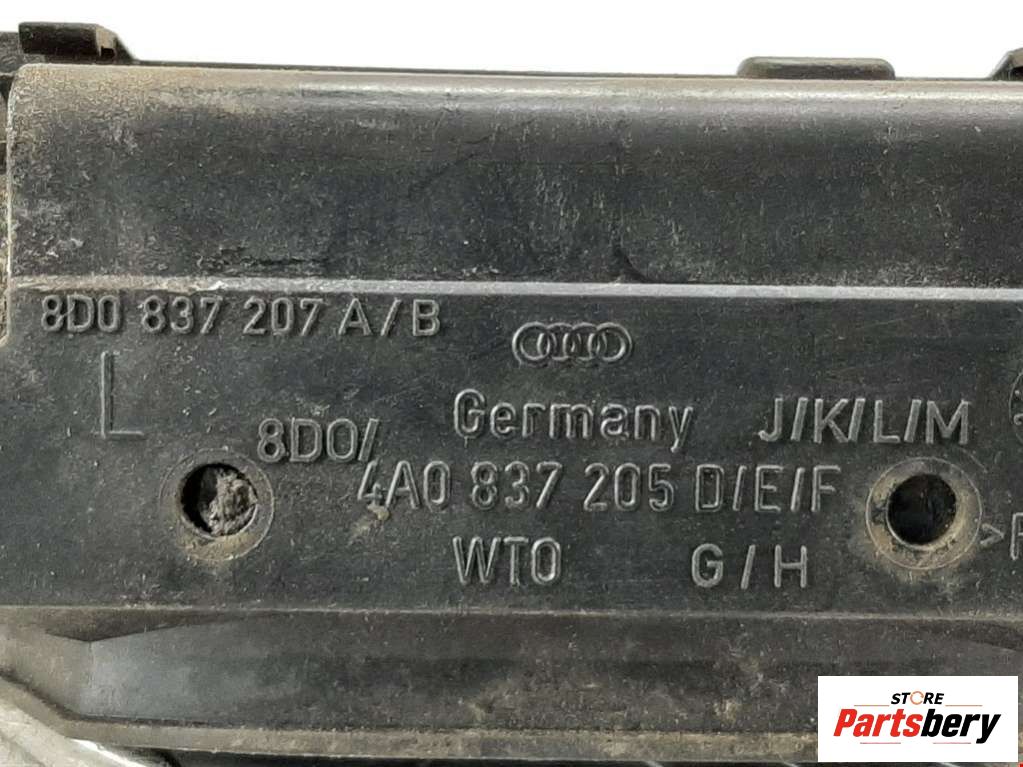 8D0 837 207 A/B
L
Germany J/K/L/M
8D0/
4A0 837 205 D/E/F
WTO G/H
STORE
Partsbery